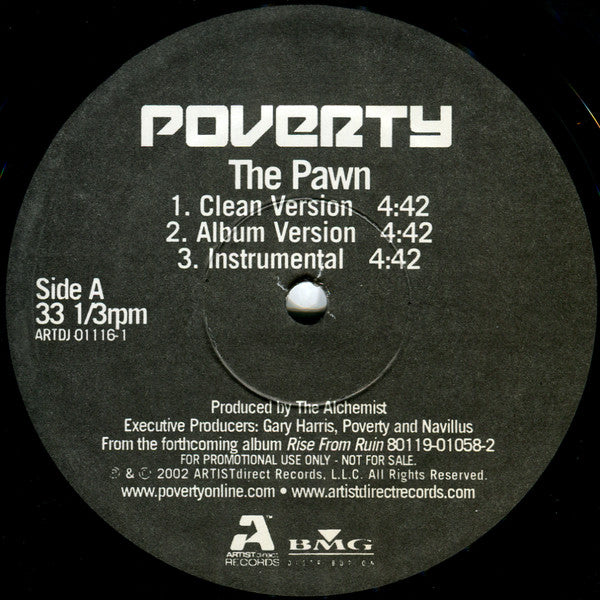 POVERTY
The Pawn
1. Clean Version 4:42
2. Album Version 4:42
3. Instrumental 4:42
Side A
33 1/3rpm
ARTDJ-01116-1
Produced by The Alchemist
Executive Producers: Gary Harris, Poverty and Navillus
From the forthcoming album Rise From Ruin 80119-01058-2
FOR PROMOTIONAL USE ONLY - NOT FOR SALE.
℗ & © 2002 ARTISTdirect Records, L.L.C. All Rights Reserved.
www.povertyonline.com • www.artistdirectrecords.com
A™
ARTISTdirect BMG
RECORDS DISTRIBUTION